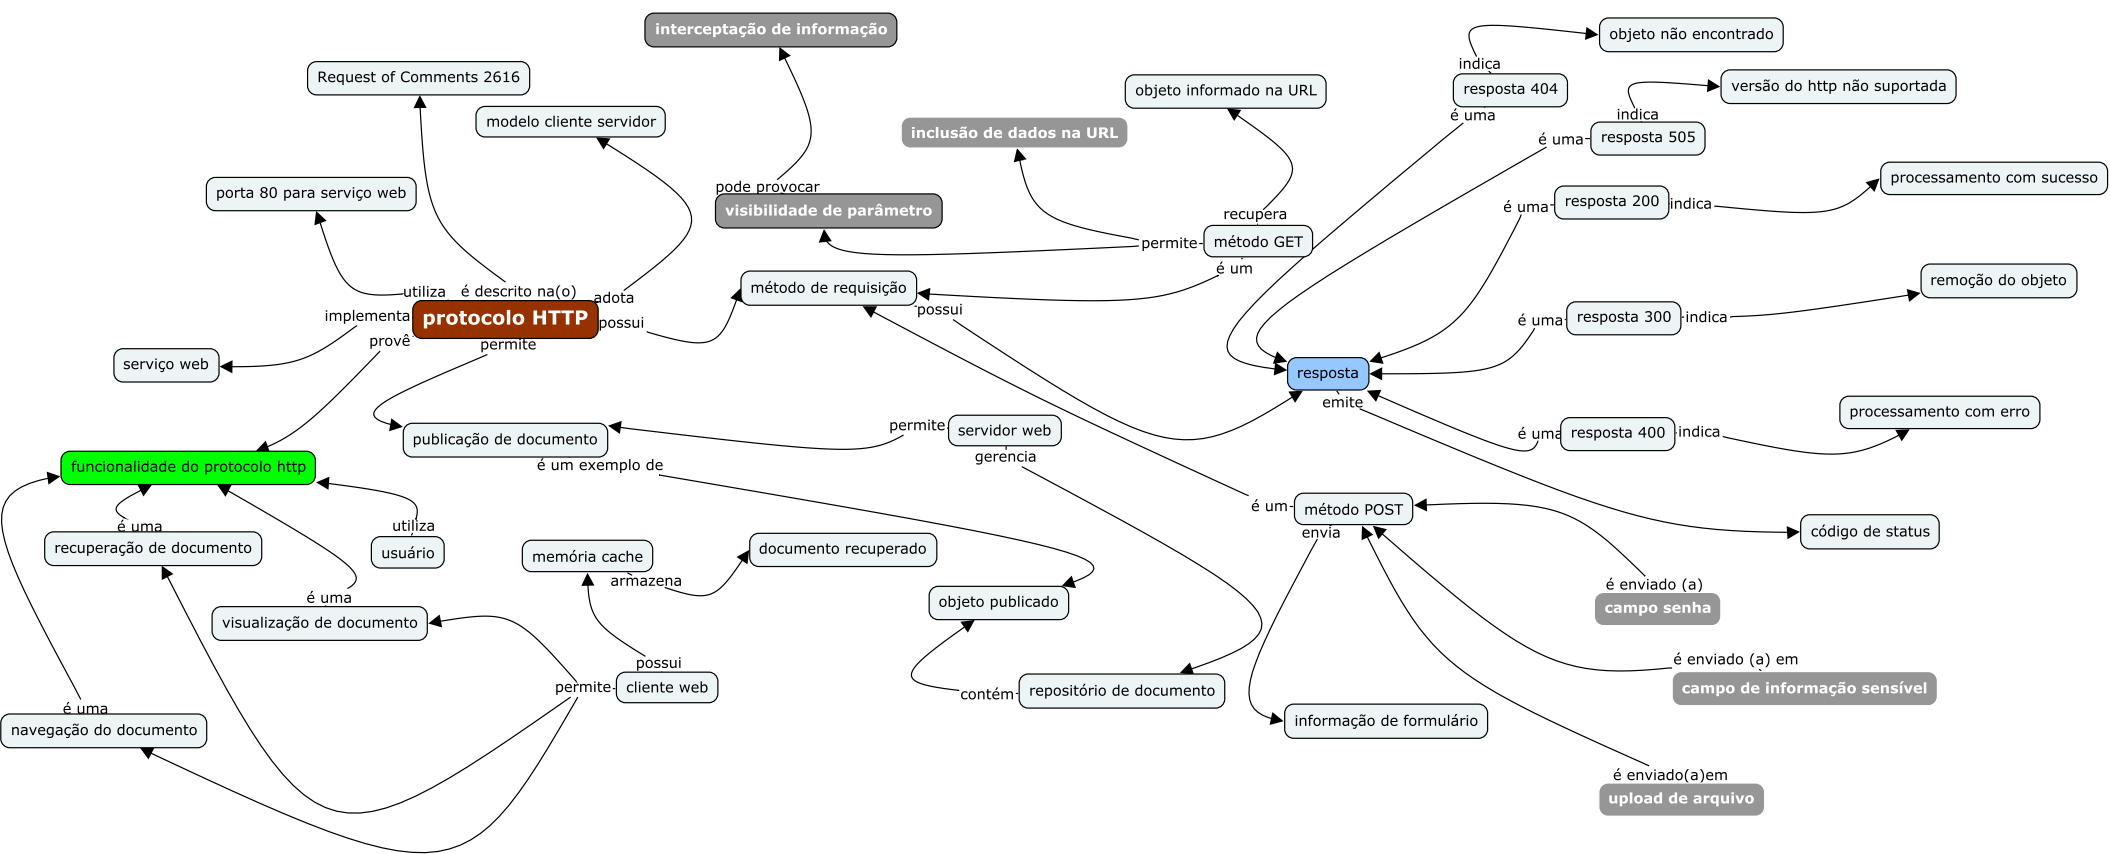 interceptação de informação
objeto não encontrado
indica
Request of Comments 2616
resposta 404
versão do http não suportada
objeto informado na URL
é uma
indica
modelo cliente servidor
inclusão de dados na URL
é uma
resposta 505
processamento com sucesso
porta 80 para serviço web
pode provocar
visibilidade de parâmetro
é uma
resposta 200
indica
recupera
permite
método GET
é um
remoção do objeto
utiliza
é descrito na(o)
adota
método de requisição
possui
implementa
protocolo HTTP
possui
é uma
resposta 300
indica
provê
permite
serviço web
resposta
emite
processamento com erro
publicação de documento
permite
servidor web
é uma
resposta 400
indica
gerência
é um exemplo de
funcionalidade do protocolo http
é um
método POST
envia
código de status
é uma
utiliza
recuperação de documento
usuário
memória cache
documento recuperado
armazena
é enviado (a)
campo senha
é uma
objeto publicado
visualização de documento
possui
é enviado (a) em
permite
cliente web
contém
repositório de documento
campo de informação sensível
é uma
navegação do documento
informação de formulário
é enviado(a)em
upload de arquivo